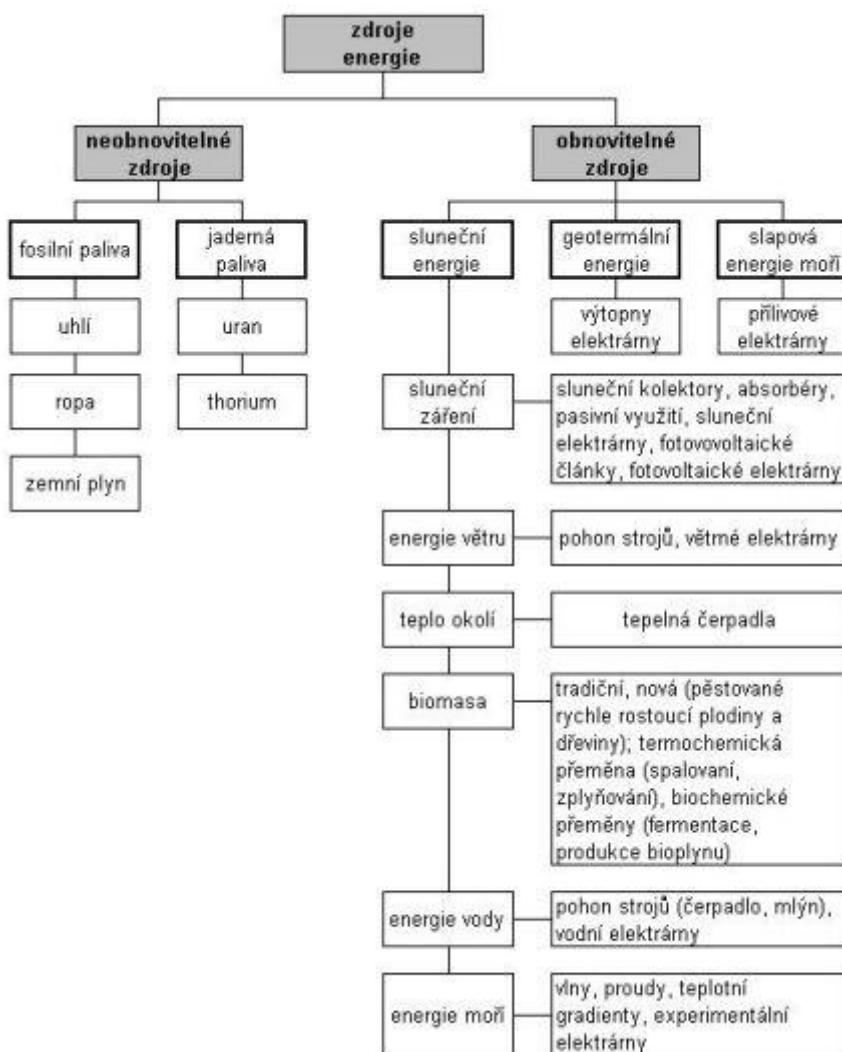 zdroje
energie
neobnovitelné
zdroje
obnovitelné
zdroje
fosilní paliva
jaderná
paliva
sluneční
energie
geotermální
energie
slapová
energie moří
uhlí
uran
výtopny
elektrárny
přílivové
elektrárny
ropa
thorium
sluneční
záření
sluneční kolektory, absorbéry,
pasivní využití, sluneční
elektrárny, fotovovoltaické
články, fotovoltaické elektrárny
zemní plyn
energie větru
pohon strojů, větrné elektrárny
teplo okolí
tepelná čerpadla
biomasa
tradiční, nová (pěstované
rychle rostoucí plodiny a
dřeviny); termochemická
přeměna (spalovaní,
zplyňování), biochemické
přeměny (fermentace,
produkce bioplynu)
energie vody
pohon strojů (čerpadlo, mlýn),
vodní elektrárny
energie moří
vlny, proudy, teplotní
gradienty, experimentální
elektrárny